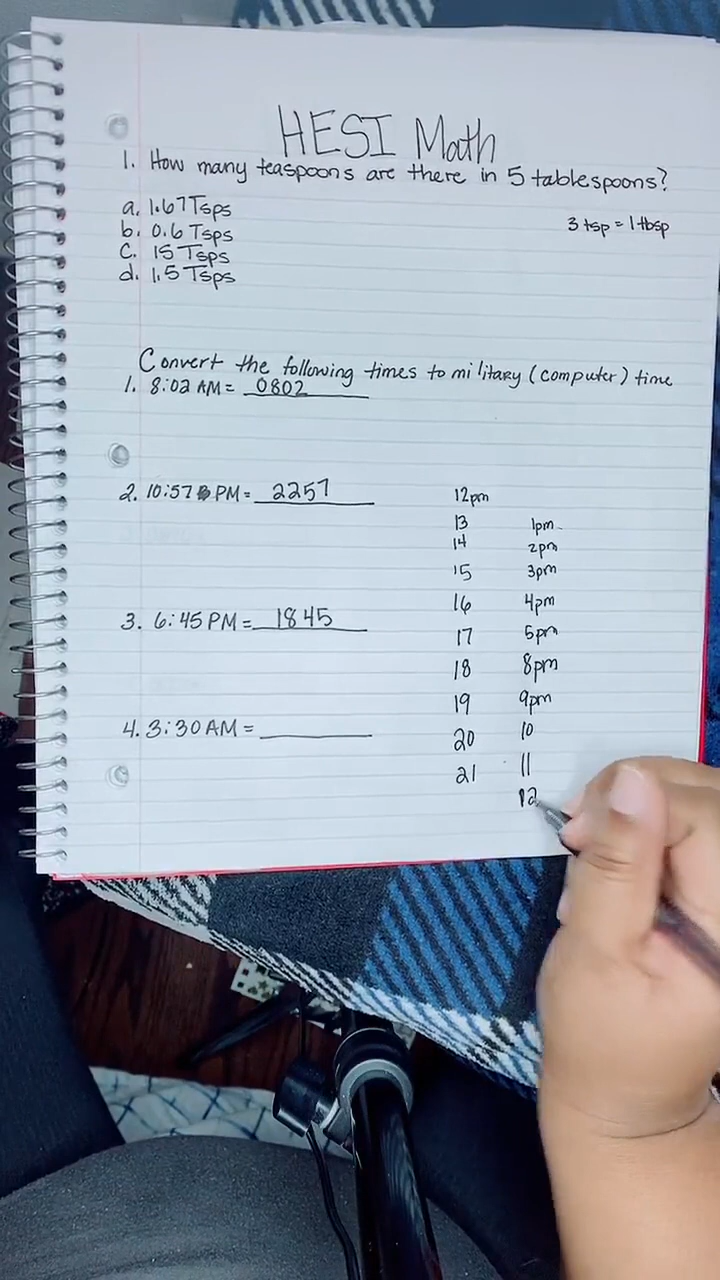 HESI Math
1. How many teaspoons are there in 5 tablespoons?
a. 1.67 Tsps
3 tsp = 1 tbsp
b. 0.6 Tsps
c. 15 Tsps
d. 1.5 Tsps
Convert the following times to military (computer) time
1. 8:02 AM = 0802
2. 10:57 PM = 2257
12pm
13 1pm
14 2pm
15 3pm
16 4pm
3. 6:45 PM = 1845
17 5pm
18 8pm
19 9pm
4. 3:30 AM = ________
20 10
21 11
12